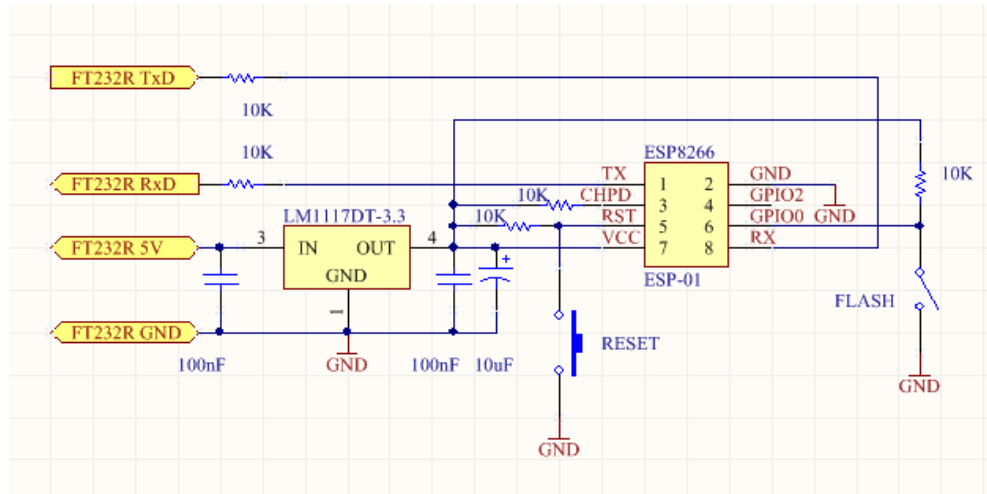 FT232R TxD
10K
10K
ESP8266
TX
1
2
GND
10K
FT232R RxD
10K
CHPD
3
4
GPIO2
LM1117DT-3.3
10K
RST
5
6
GPIO0
GND
FT232R 5V
3
IN
OUT
4
VCC
7
8
RX
GND
ESP-01
FLASH
1
FT232R GND
RESET
100nF
GND
100nF
10uF
+
GND
GND